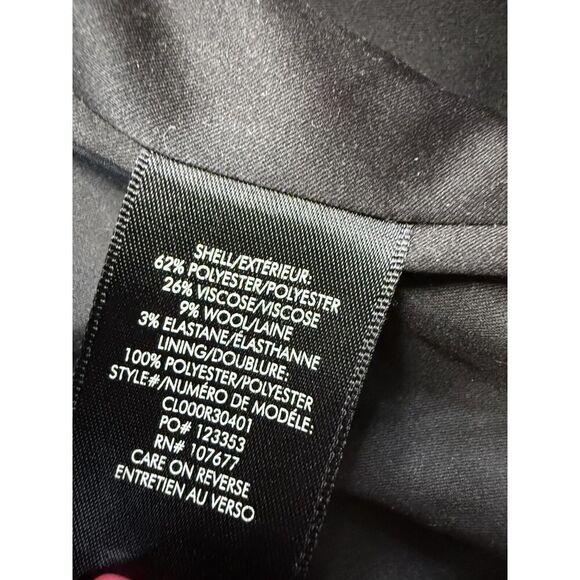 SHELL/EXTÉRIEUR:
62% POLYESTER/POLYESTER
26% VISCOSE/VISCOSE
9% WOOL/LAINE
3% ELASTANE/ÉLASTHANNE
LINING/DOUBLURE:
100% POLYESTER/POLYESTER
STYLE#/NUMÉRO DE MODÈLE:
CL000R30401
PO# 123353
RN# 107677
CARE ON REVERSE
ENTRETIEN AU VERSO